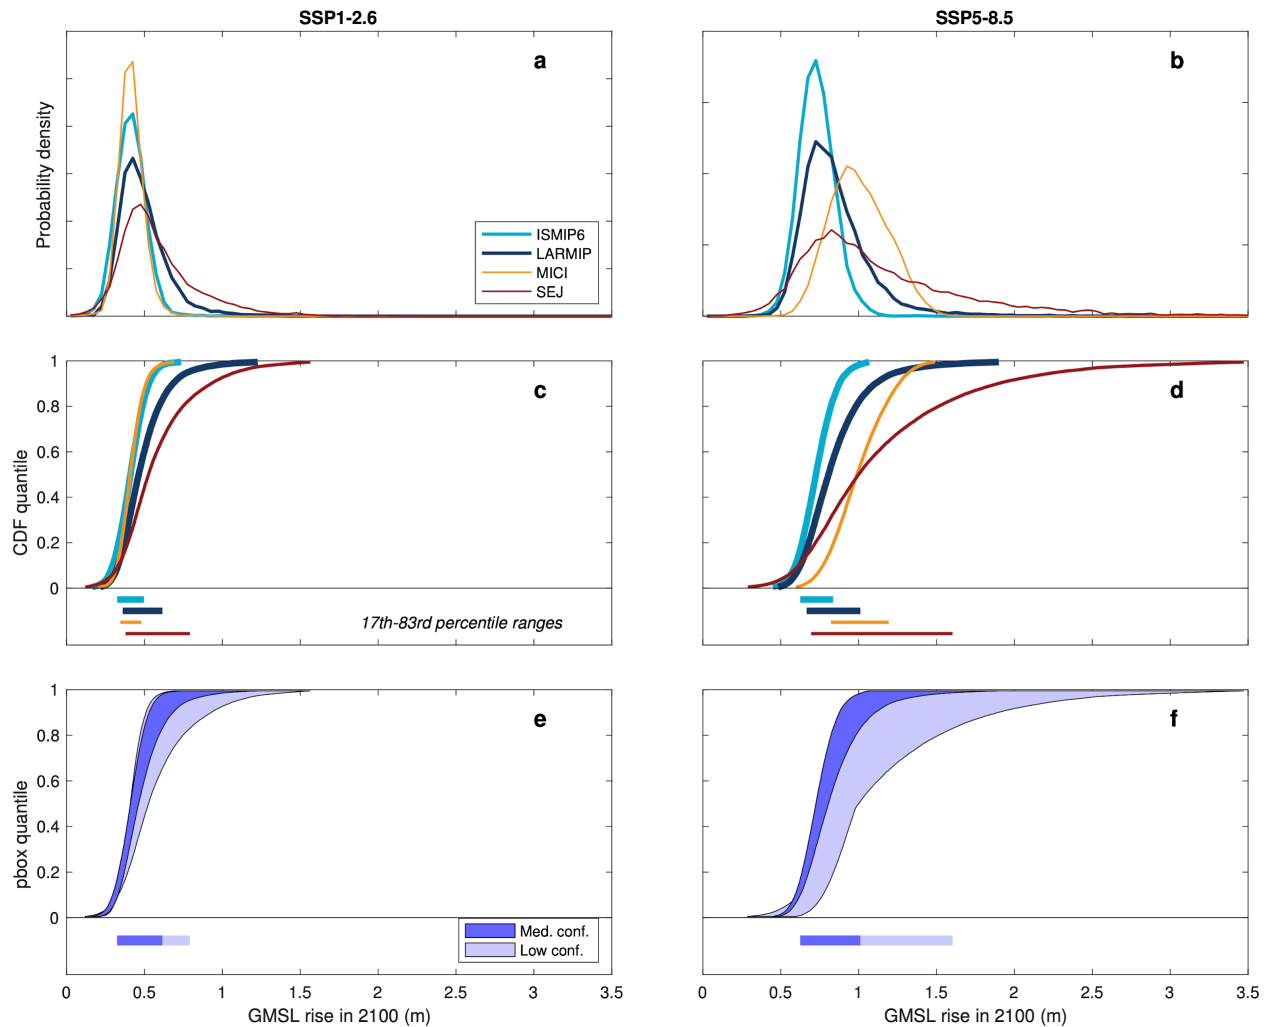 SSP1-2.6
SSP5-8.5
Probability density
a
ISMIP6
LARMIP
MICI
SEJ
b
CDF quantile
1
0.8
0.6
0.4
0.2
0
c
17th-83rd percentile ranges
d
pbox quantile
1
0.8
0.6
0.4
0.2
0
e
Med. conf.
Low conf.
f
0 0.5 1 1.5 2 2.5 3 3.5
GMSL rise in 2100 (m)
0 0.5 1 1.5 2 2.5 3 3.5
GMSL rise in 2100 (m)